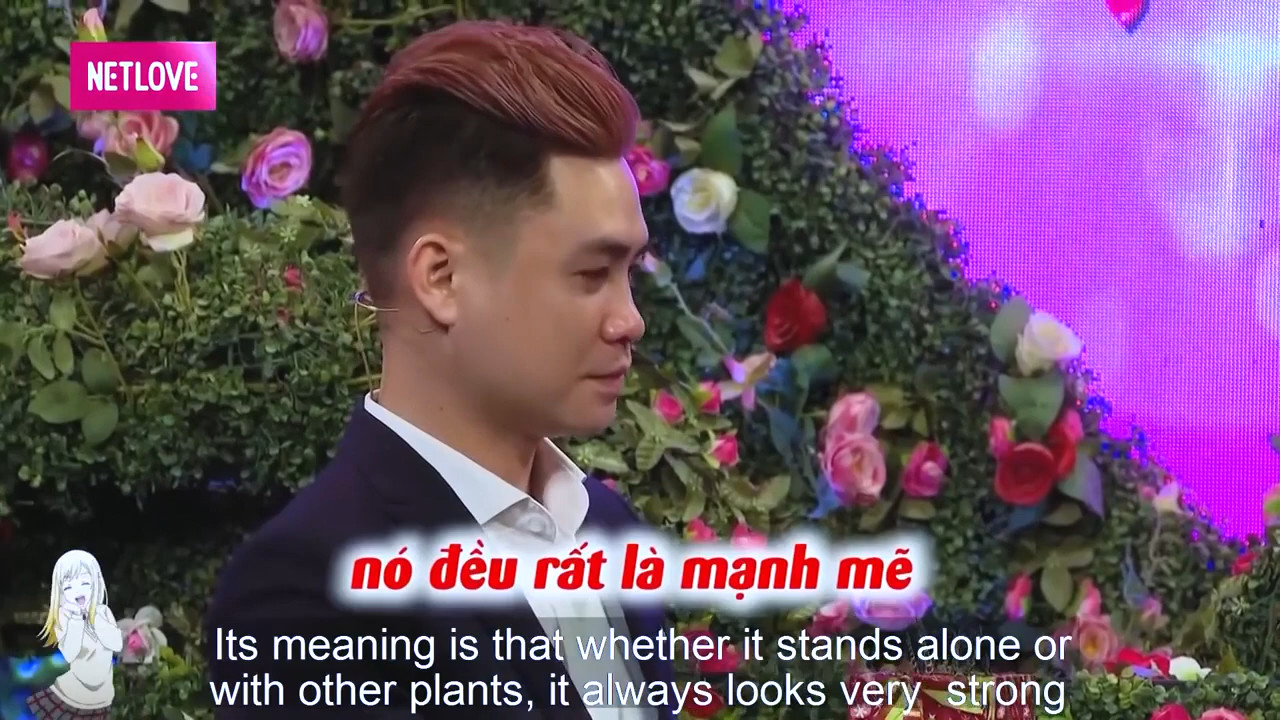 NETLOVE
nó đều rất là mạnh mẽ
Its meaning is that whether it stands alone or
with other plants, it always looks very strong